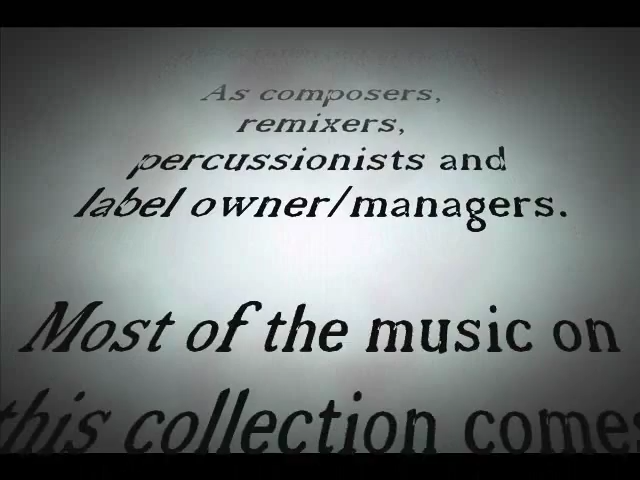 As composers,
remixers,
percussionists and
label owner/managers.
Most of the music on
this collection comes